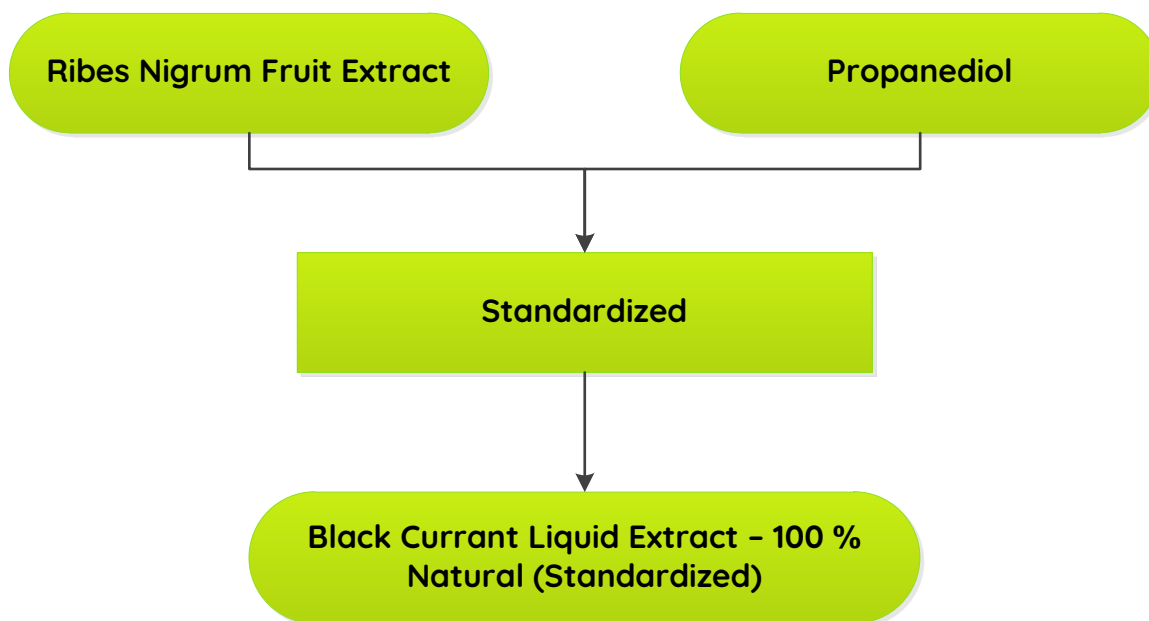 Ribes Nigrum Fruit Extract
Propanediol
Standardized
Black Currant Liquid Extract – 100 %
Natural (Standardized)